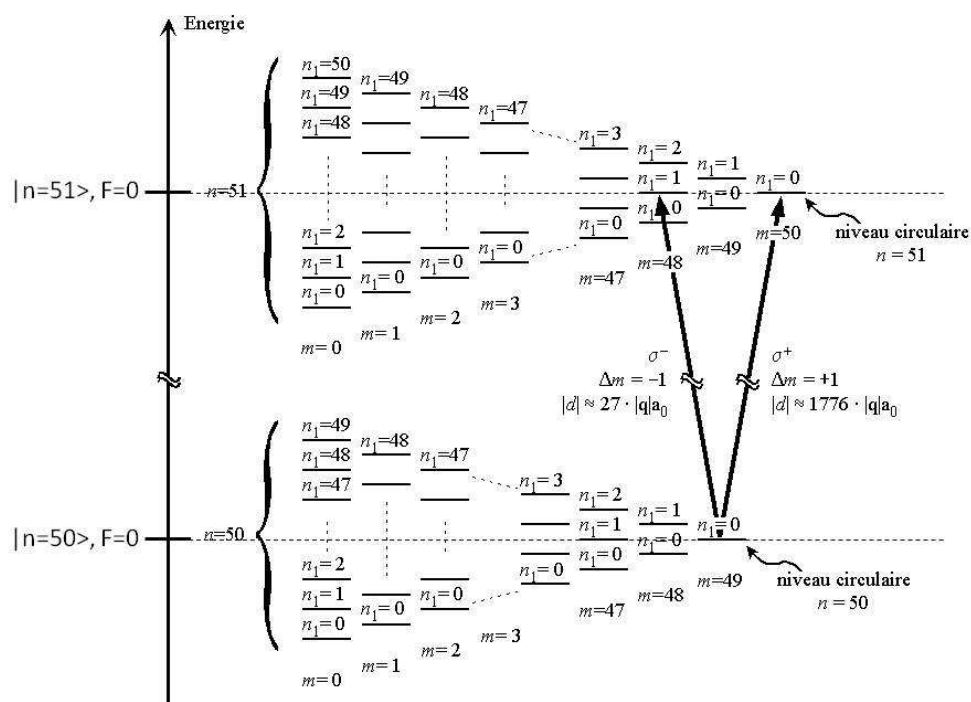 Energie
n₁=50
n₁=49
n₁=49
n₁=48
n₁=48
n₁=47
n₁=3
n₁=2
n₁=1
n₁=1
n₁=0
n₁=0
n₁=0
|n=51>, F=0
n=51
n₁=2
n₁=1
n₁=0
n₁=0
n₁=0
n₁=0
n₁=0
m=0
m=1
m=2
m=3
m=47
m=48
m=49
m=50
niveau circulaire
n = 51
σ⁻
Δm = −1
|d| ≈ 27 · |q|a₀
σ⁺
Δm = +1
|d| ≈ 1776 · |q|a₀
n₁=49
n₁=48
n₁=48
n₁=47
n₁=47
n₁=3
n₁=2
n₁=1
n₁=1
n₁=0
n₁=0
n₁=0
n₁=0
|n=50>, F=0
n=50
n₁=2
n₁=1
n₁=0
n₁=0
n₁=0
m=0
m=1
m=2
m=3
m=47
m=48
m=49
niveau circulaire
n = 50